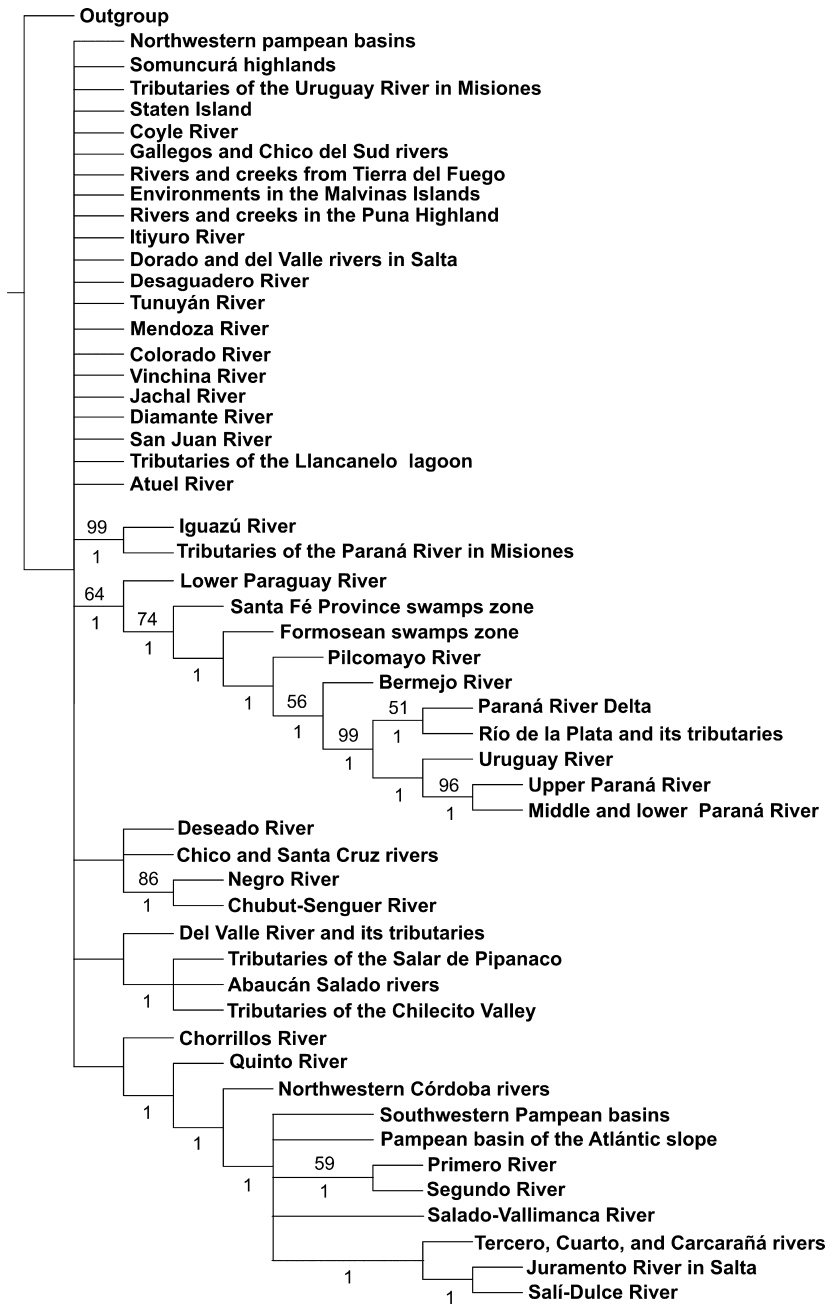 Outgroup
Northwestern pampean basins
Somuncurá highlands
Tributaries of the Uruguay River in Misiones
Staten Island
Coyle River
Gallegos and Chico del Sud rivers
Rivers and creeks from Tierra del Fuego
Environments in the Malvinas Islands
Rivers and creeks in the Puna Highland
Itiyuro River
Dorado and del Valle rivers in Salta
Desaguadero River
Tunuyán River
Mendoza River
Colorado River
Vinchina River
Jachal River
Diamante River
San Juan River
Tributaries of the Llancanelo lagoon
Atuel River
99
Iguazú River
1
Tributaries of the Paraná River in Misiones
64
Lower Paraguay River
1
74
Santa Fé Province swamps zone
1
Formosean swamps zone
1
Pilcomayo River
1
56
Bermejo River
1
99
51
Paraná River Delta
1
1
Río de la Plata and its tributaries
Uruguay River
1
96
Upper Paraná River
1
Middle and lower Paraná River
Deseado River
Chico and Santa Cruz rivers
86
Negro River
1
Chubut-Senguer River
Del Valle River and its tributaries
Tributaries of the Salar de Pipanaco
Abaucán Salado rivers
1
Tributaries of the Chilecito Valley
Chorrillos River
Quinto River
1
Northwestern Córdoba rivers
1
Southwestern Pampean basins
Pampean basin of the Atlántic slope
1
59
Primero River
1
Segundo River
Salado-Vallimanca River
Tercero, Cuarto, and Carcarañá rivers
1
Juramento River in Salta
1
Salí-Dulce River